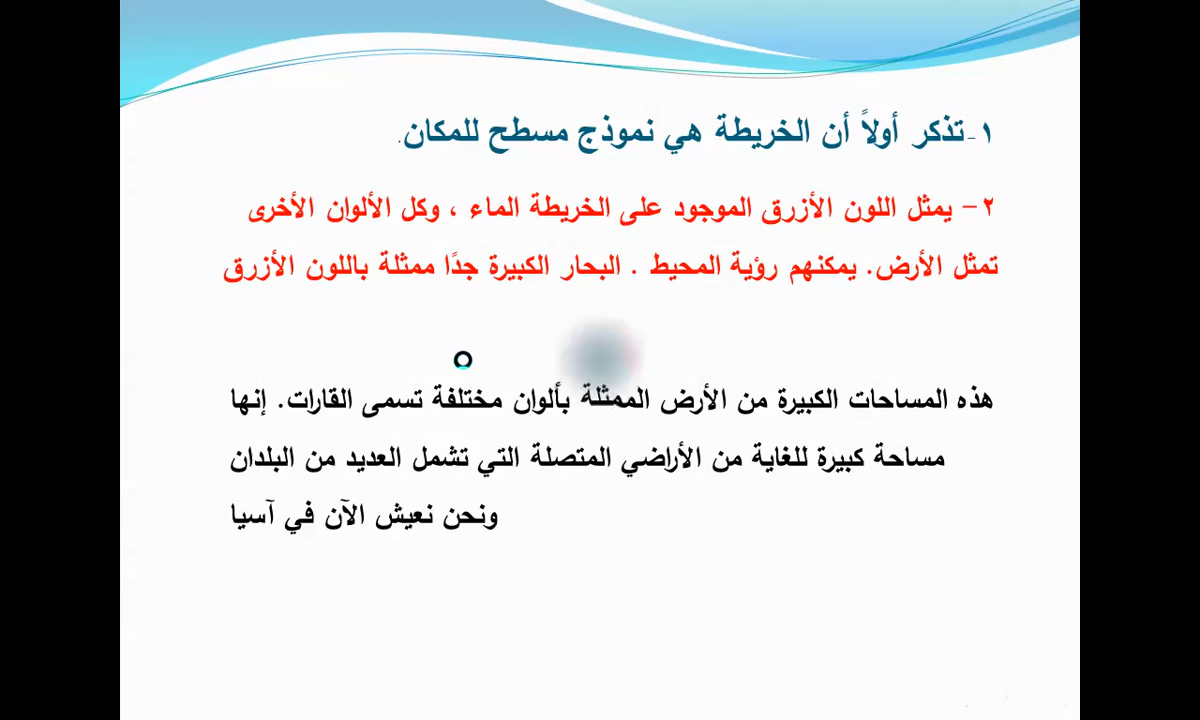 ١-تذكر أولاً أن الخريطة هي نموذج مسطح للمكان.
٢– يمثل اللون الأزرق الموجود على الخريطة الماء ، وكل الألوان الأخرى
تمثل الأرض. يمكنهم رؤية المحيط . البحار الكبيرة جدًا ممثلة باللون الأزرق
هذه المساحات الكبيرة من الأرض الممثلة بألوان مختلفة تسمى القارات. إنها
مساحة كبيرة للغاية من الأراضي المتصلة التي تشمل العديد من البلدان
ونحن نعيش الآن في آسيا